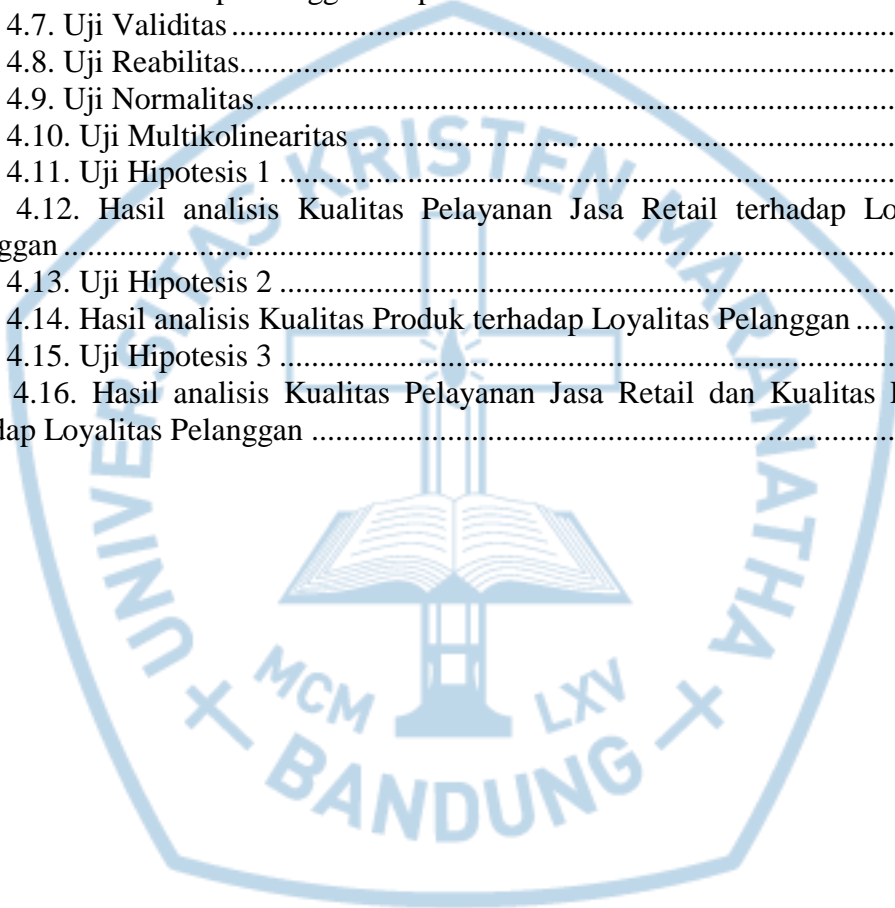 4.7. Uji Validitas ................................................................................
4.8. Uji Reabilitas................................................................................
4.9. Uji Normalitas................................................................................
4.10. Uji Multikolinearitas ................................................................................
4.11. Uji Hipotesis 1 ................................................................................
4.12. Hasil analisis Kualitas Pelayanan Jasa Retail terhadap Lo
ggan ................................................................................
4.13. Uji Hipotesis 2 ................................................................................
4.14. Hasil analisis Kualitas Produk terhadap Loyalitas Pelanggan .....
4.15. Uji Hipotesis 3 ................................................................................
4.16. Hasil analisis Kualitas Pelayanan Jasa Retail dan Kualitas
dap Loyalitas Pelanggan ................................................................................
UNIVERSITAS KRISTEN MARANATHA
MCM LXV
BANDUNG